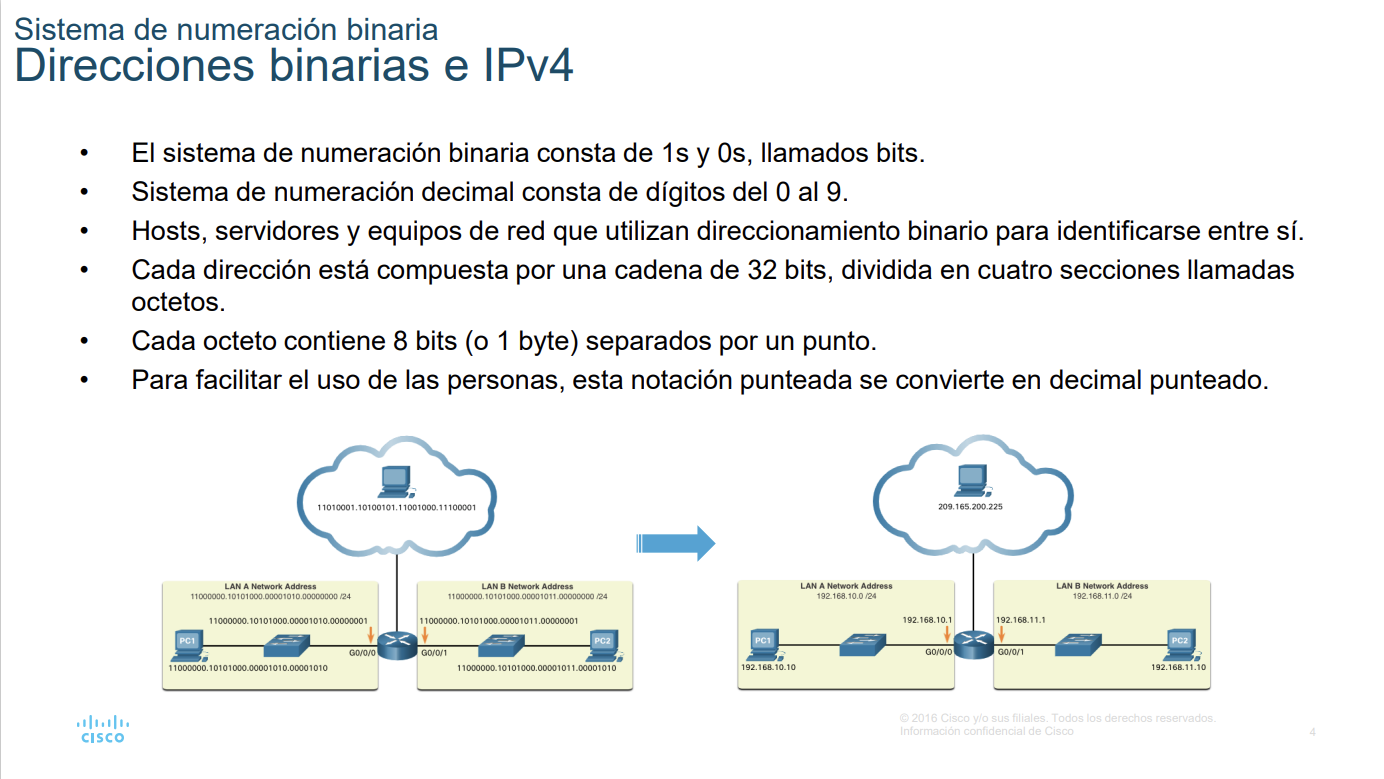 Sistema de numeración binaria
Direcciones binarias e IPv4
• El sistema de numeración binaria consta de 1s y 0s, llamados bits.
• Sistema de numeración decimal consta de dígitos del 0 al 9.
• Hosts, servidores y equipos de red que utilizan direccionamiento binario para identificarse entre sí.
• Cada dirección está compuesta por una cadena de 32 bits, dividida en cuatro secciones llamadas
octetos.
• Cada octeto contiene 8 bits (o 1 byte) separados por un punto.
• Para facilitar el uso de las personas, esta notación punteada se convierte en decimal punteado.
11010001.10100101.11001000.11100001
LAN A Network Address
11000000.10101000.00001010.00000000 /24
11000000.10101000.00001010.00000001
PC1
G0/0/0
11000000.10101000.00001010.00001010
LAN B Network Address
11000000.10101000.00001011.00000000 /24
11000000.10101000.00001011.00000001
PC2
G0/0/1
11000000.10101000.00001011.00001010
209.165.200.225
LAN A Network Address
192.168.10.0 /24
192.168.10.1
PC1
G0/0/0
192.168.10.10
LAN B Network Address
192.168.11.0 /24
192.168.11.1
PC2
G0/0/1
192.168.11.10
CISCO
© 2016 Cisco y/o sus filiales. Todos los derechos reservados.
Información confidencial de Cisco
4